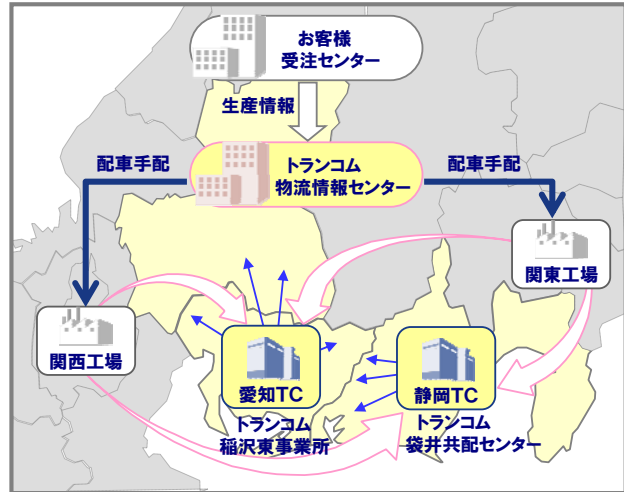 お客様
受注センター
生産情報
配車手配
トランコム
物流情報センター
配車手配
関東工場
関西工場
愛知TC
静岡TC
トランコム
稲沢東事業所
トランコム
袋井共配センター